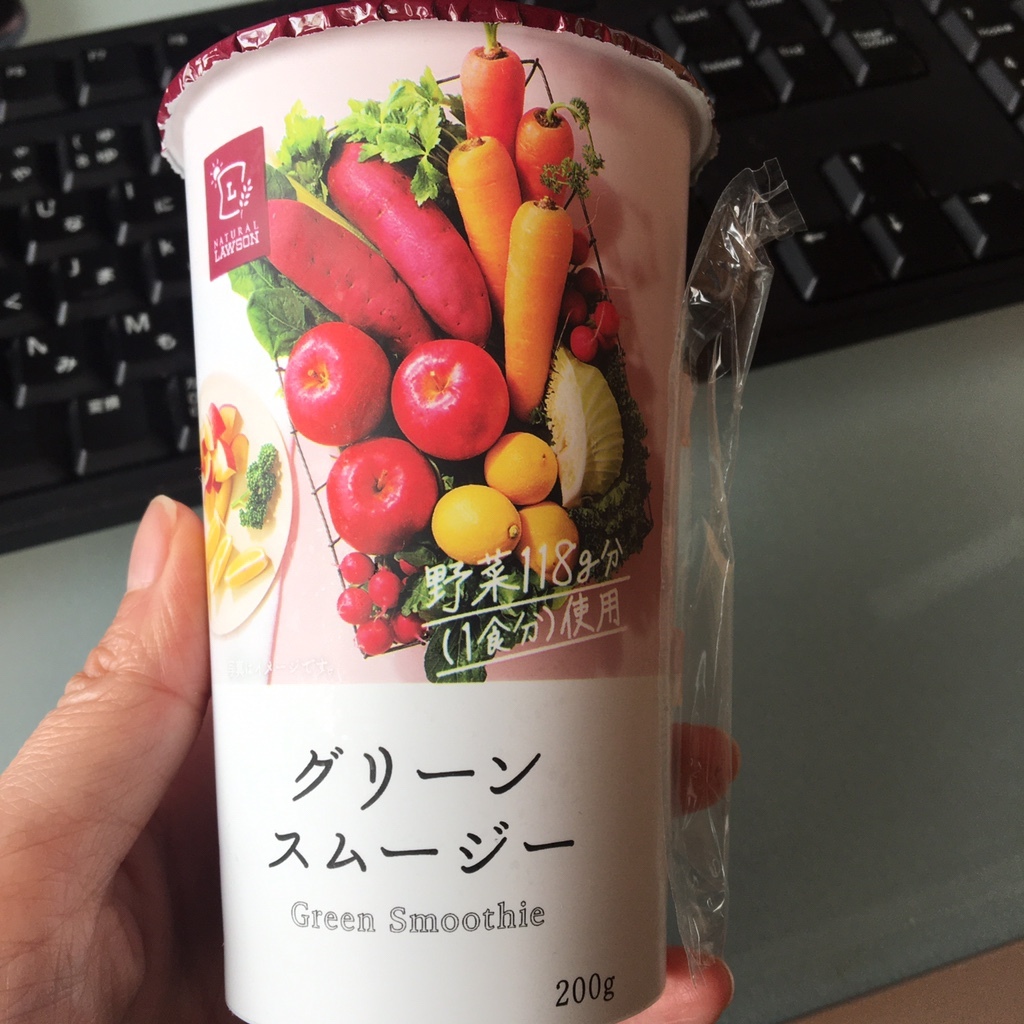 NATURAL
LAWSON
野菜118g分
(1食分)使用
グリーン
スムージー
Green Smoothie
200g